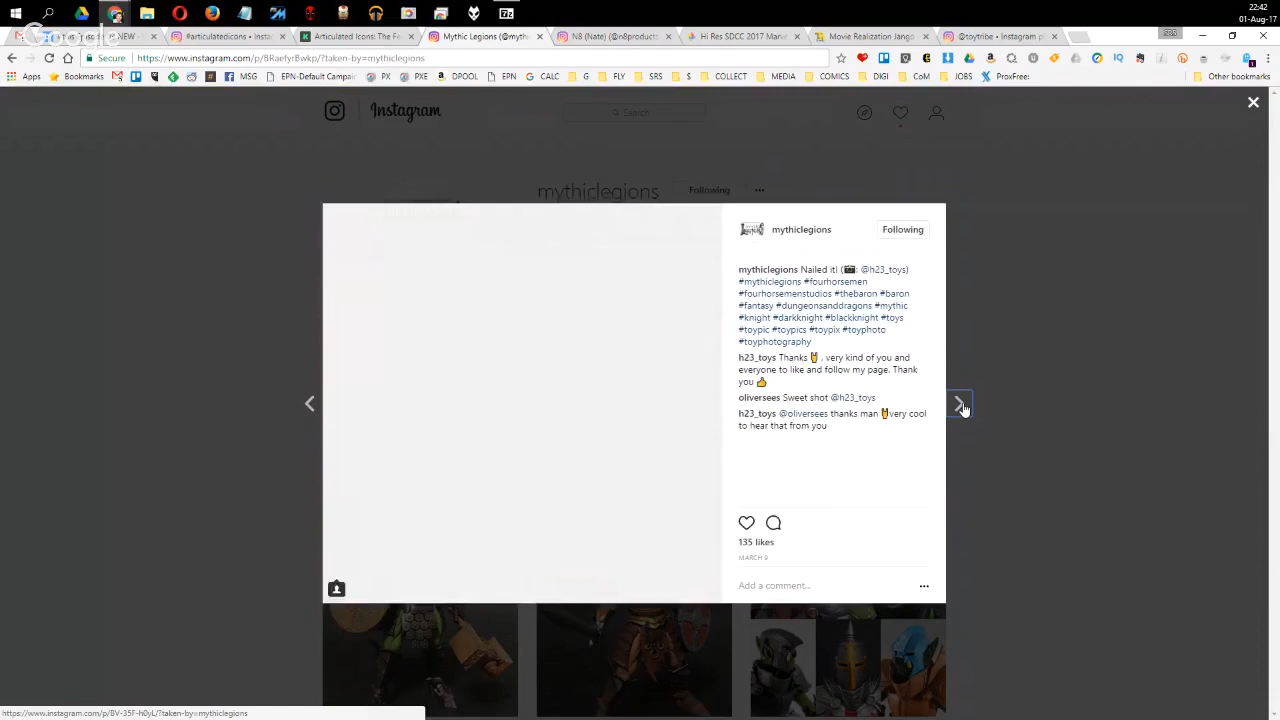 22:42
01-Aug-17
Google
#articulatedicons • Insta
Articulated Icons: The Fe
Mythic Legions (@mythi
N8 (Nate) (@n8produc
Hi Res SDCC 2017 Marv
Movie Realization Jango
@toytribe • Instagram p
Secure
https://www.instagram.com/p/BRaefyrBwkp/?taken-by=mythiclegions
Apps Bookmarks MSG EPN-Default Campaig PX PXE DPOOL EPN CALC G FLY SRS $ COLLECT MEDIA COMICS DIGI CoM JOBS ProxFree: Other bookmarks
Instagram
Search
mythiclegions Following
mythiclegions Following
mythiclegions Nailed it! (📷: @h23_toys)
#mythiclegions #fourhorsemen
#fourhorsemenstudios #thebaron #baron
#fantasy #dungeonsanddragons #mythic
#knight #darkknight #blackknight #toys
#toypic #toypics #toypix #toyphoto
#toyphotography
h23_toys Thanks 🤘, very kind of you and
everyone to like and follow my page. Thank
you 👍
oliversees Sweet shot @h23_toys
h23_toys @oliversees thanks man 🤘very cool
to hear that from you
135 likes
MARCH 9
Add a comment...
https://www.instagram.com/p/BV-35F-h0yL/?taken-by=mythiclegions